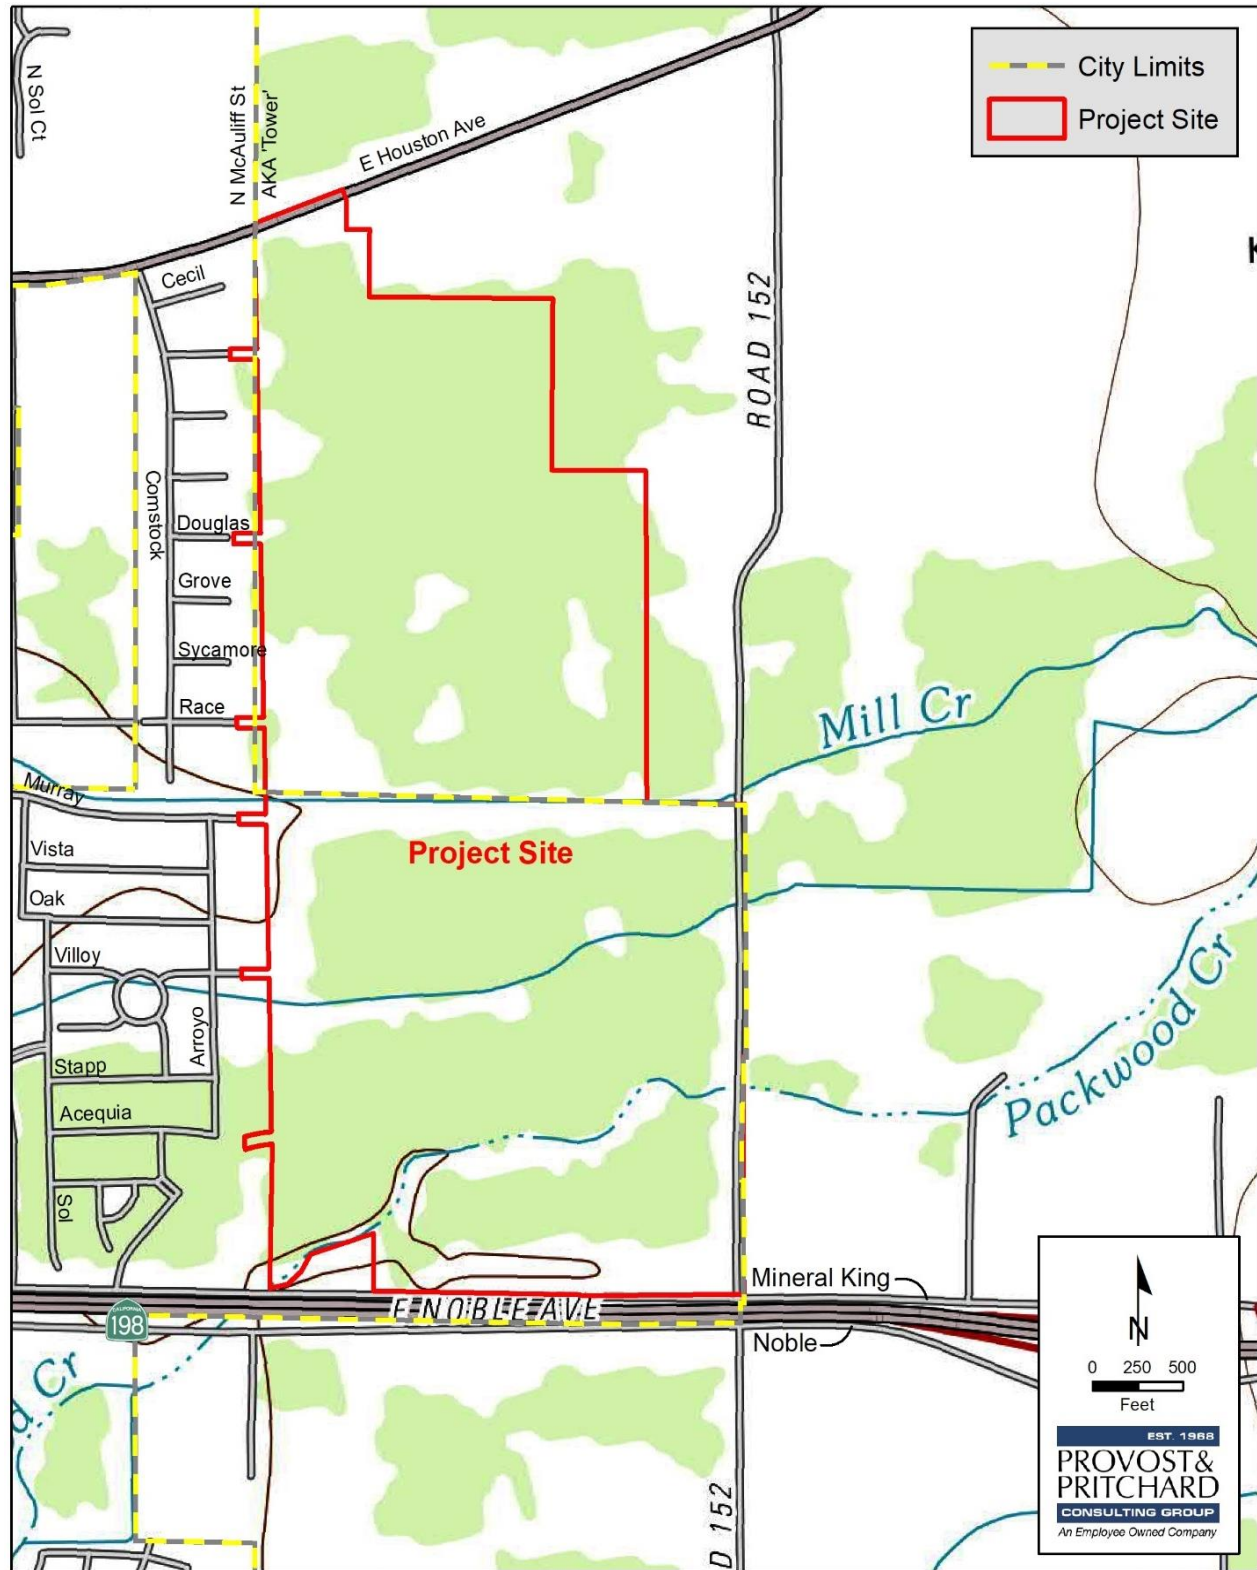 City Limits
Project Site
N Sol Ct
N McAuliff St
AKA 'Tower'
E Houston Ave
K
Cecil
ROAD 152
Comstock
Douglas
Grove
Sycamore
Race
Mill Cr
Murray
Project Site
Vista
Oak
Villoy
Arroyo
Packwood Cr
Stapp
Acequia
Sol
Mineral King
E NOBLE AVE
CALIFORNIA
198
Noble
N
0 250 500
Feet
d Cr
D 152
EST. 1968
PROVOST&
PRITCHARD
CONSULTING GROUP
An Employee Owned Company